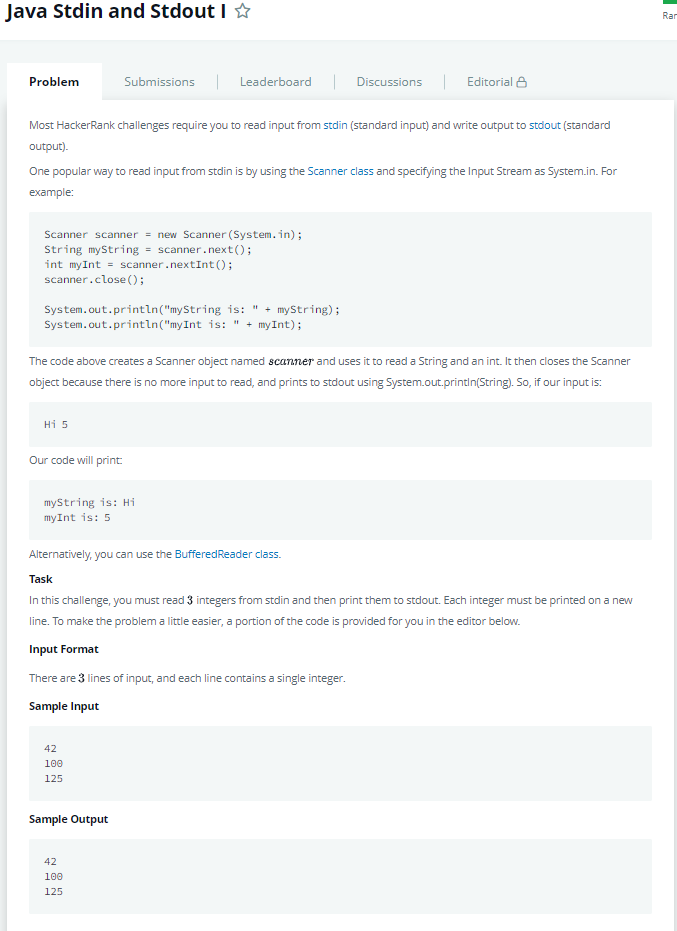 Java Stdin and Stdout I
Ran
Problem
Submissions
Leaderboard
Discussions
Editorial
Most HackerRank challenges require you to read input from stdin (standard input) and write output to stdout (standard
output).
One popular way to read input from stdin is by using the Scanner class and specifying the Input Stream as System.in. For
example:
Scanner scanner = new Scanner(System.in);
String myString = scanner.next();
int myInt = scanner.nextInt();
scanner.close();
System.out.println("myString is: " + myString);
System.out.println("myInt is: " + myInt);
The code above creates a Scanner object named scanner and uses it to read a String and an int. It then closes the Scanner
object because there is no more input to read, and prints to stdout using System.out.println(String). So, if our input is:
Hi 5
Our code will print:
myString is: Hi
myInt is: 5
Alternatively, you can use the BufferedReader class.
Task
In this challenge, you must read 3 integers from stdin and then print them to stdout. Each integer must be printed on a new
line. To make the problem a little easier, a portion of the code is provided for you in the editor below.
Input Format
There are 3 lines of input, and each line contains a single integer.
Sample Input
42
100
125
Sample Output
42
100
125